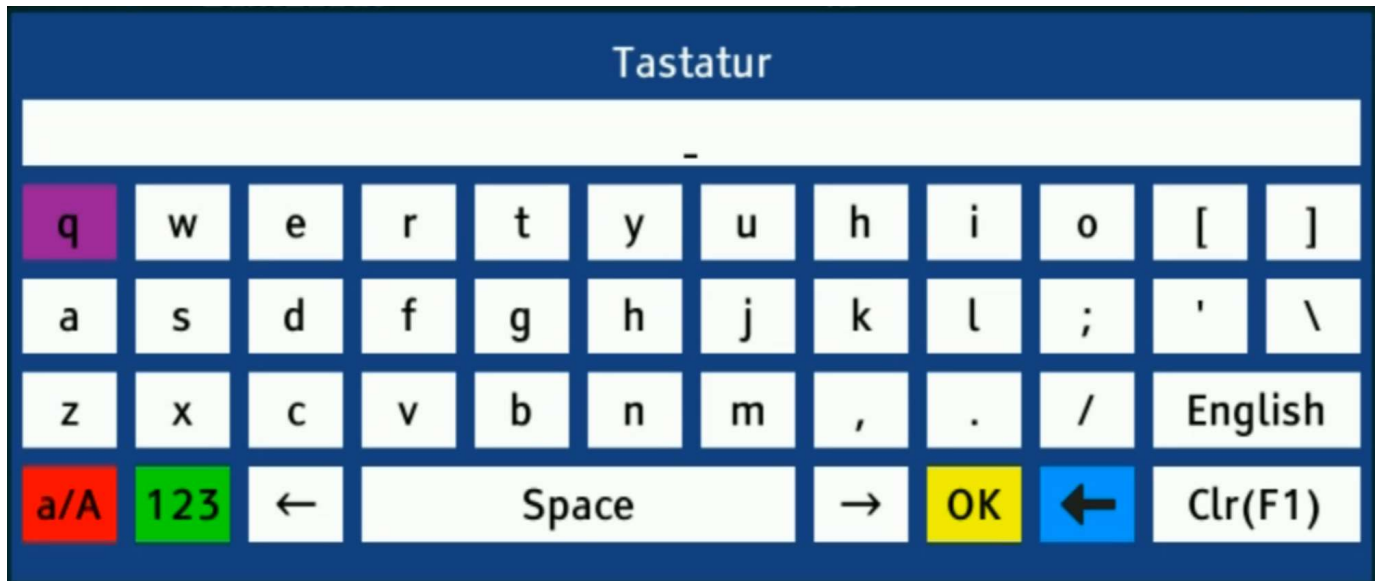 Tastatur
_
q w e r t y u h i o [ ]
a s d f g h j k l ; ' \
z x c v b n m , . / English
a/A 123 ← Space → OK ← Clr(F1)